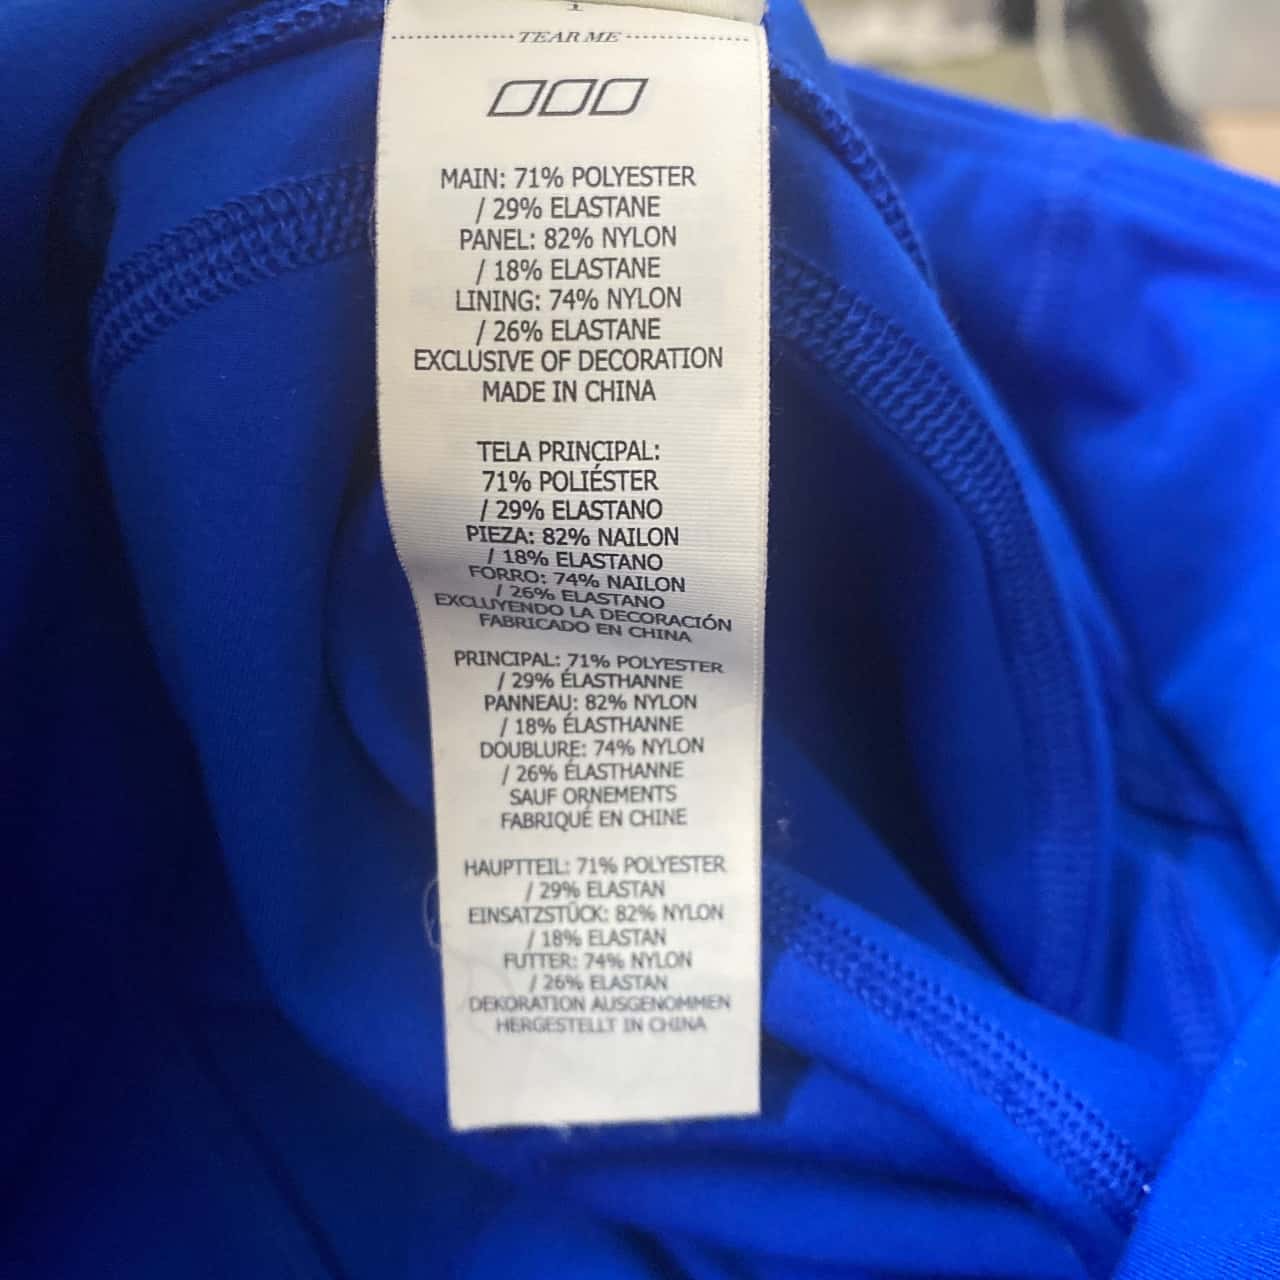 TEAR ME
MAIN: 71% POLYESTER
/ 29% ELASTANE
PANEL: 82% NYLON
/ 18% ELASTANE
LINING: 74% NYLON
/ 26% ELASTANE
EXCLUSIVE OF DECORATION
MADE IN CHINA
TELA PRINCIPAL:
71% POLIÉSTER
/ 29% ELASTANO
PIEZA: 82% NAILON
/ 18% ELASTANO
FORRO: 74% NAILON
/ 26% ELASTANO
EXCLUYENDO LA DECORACIÓN
FABRICADO EN CHINA
PRINCIPAL: 71% POLYESTER
/ 29% ÉLASTHANNE
PANNEAU: 82% NYLON
/ 18% ÉLASTHANNE
DOUBLURE: 74% NYLON
/ 26% ÉLASTHANNE
SAUF ORNEMENTS
FABRIQUÉ EN CHINE
HAUPTTEIL: 71% POLYESTER
/ 29% ELASTAN
EINSATZSTÜCK: 82% NYLON
/ 18% ELASTAN
FUTTER: 74% NYLON
/ 26% ELASTAN
DEKORATION AUSGENOMMEN
HERGESTELLT IN CHINA